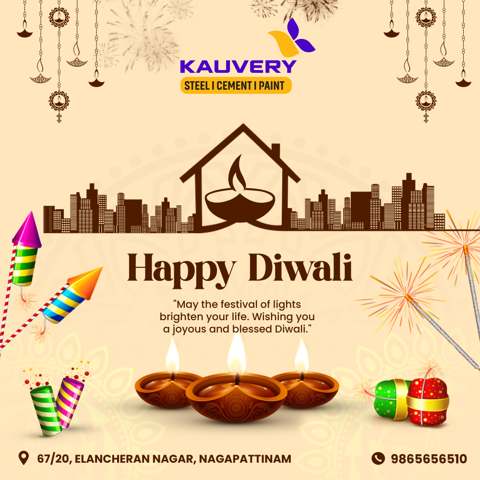 KAUVERY
STEEL I CEMENT I PAINT
Happy Diwali
"May the festival of lights
brighten your life. Wishing you
a joyous and blessed Diwali."
67/20, ELANCHERAN NAGAR, NAGAPATTINAM
9865656510